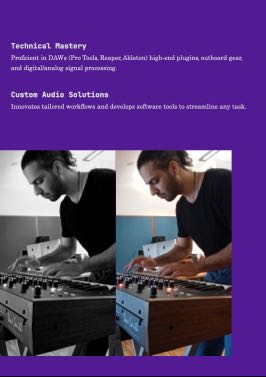 Technical Mastery
Proficient in DAWs (Pro Tools, Reaper, Ableton) high-end plugins, outboard gear,
and digital/analog signal processing.
Custom Audio Solutions
Innovates tailored workflows and develops software tools to streamline any task.